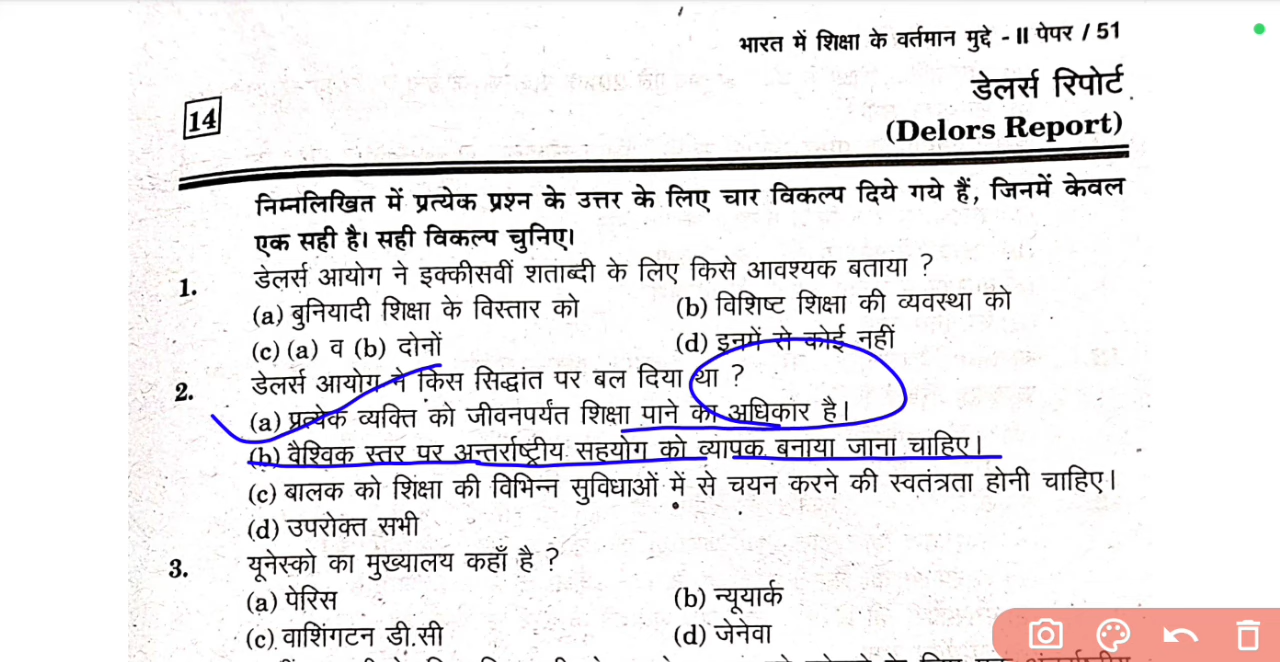 भारत में शिक्षा के वर्तमान मुद्दे - II पेपर / 51
डेलर्स रिपोर्ट
14
(Delors Report)
निम्नलिखित में प्रत्येक प्रश्न के उत्तर के लिए चार विकल्प दिये गये हैं, जिनमें केवल
एक सही है। सही विकल्प चुनिए।
1. डेलर्स आयोग ने इक्कीसवीं शताब्दी के लिए किसे आवश्यक बताया ?
(a) बुनियादी शिक्षा के विस्तार को (b) विशिष्ट शिक्षा की व्यवस्था को
(c) (a) व (b) दोनों (d) इनमें से कोई नहीं
2. डेलर्स आयोग ने किस सिद्धांत पर बल दिया था ?
(a) प्रत्येक व्यक्ति को जीवनपर्यंत शिक्षा पाने का अधिकार है।
(b) वैश्विक स्तर पर अन्तर्राष्ट्रीय सहयोग को व्यापक बनाया जाना चाहिए।
(c) बालक को शिक्षा की विभिन्न सुविधाओं में से चयन करने की स्वतंत्रता होनी चाहिए।
(d) उपरोक्त सभी
3. यूनेस्को का मुख्यालय कहाँ है ?
(a) पेरिस (b) न्यूयार्क
(c) वाशिंगटन डी.सी (d) जेनेवा